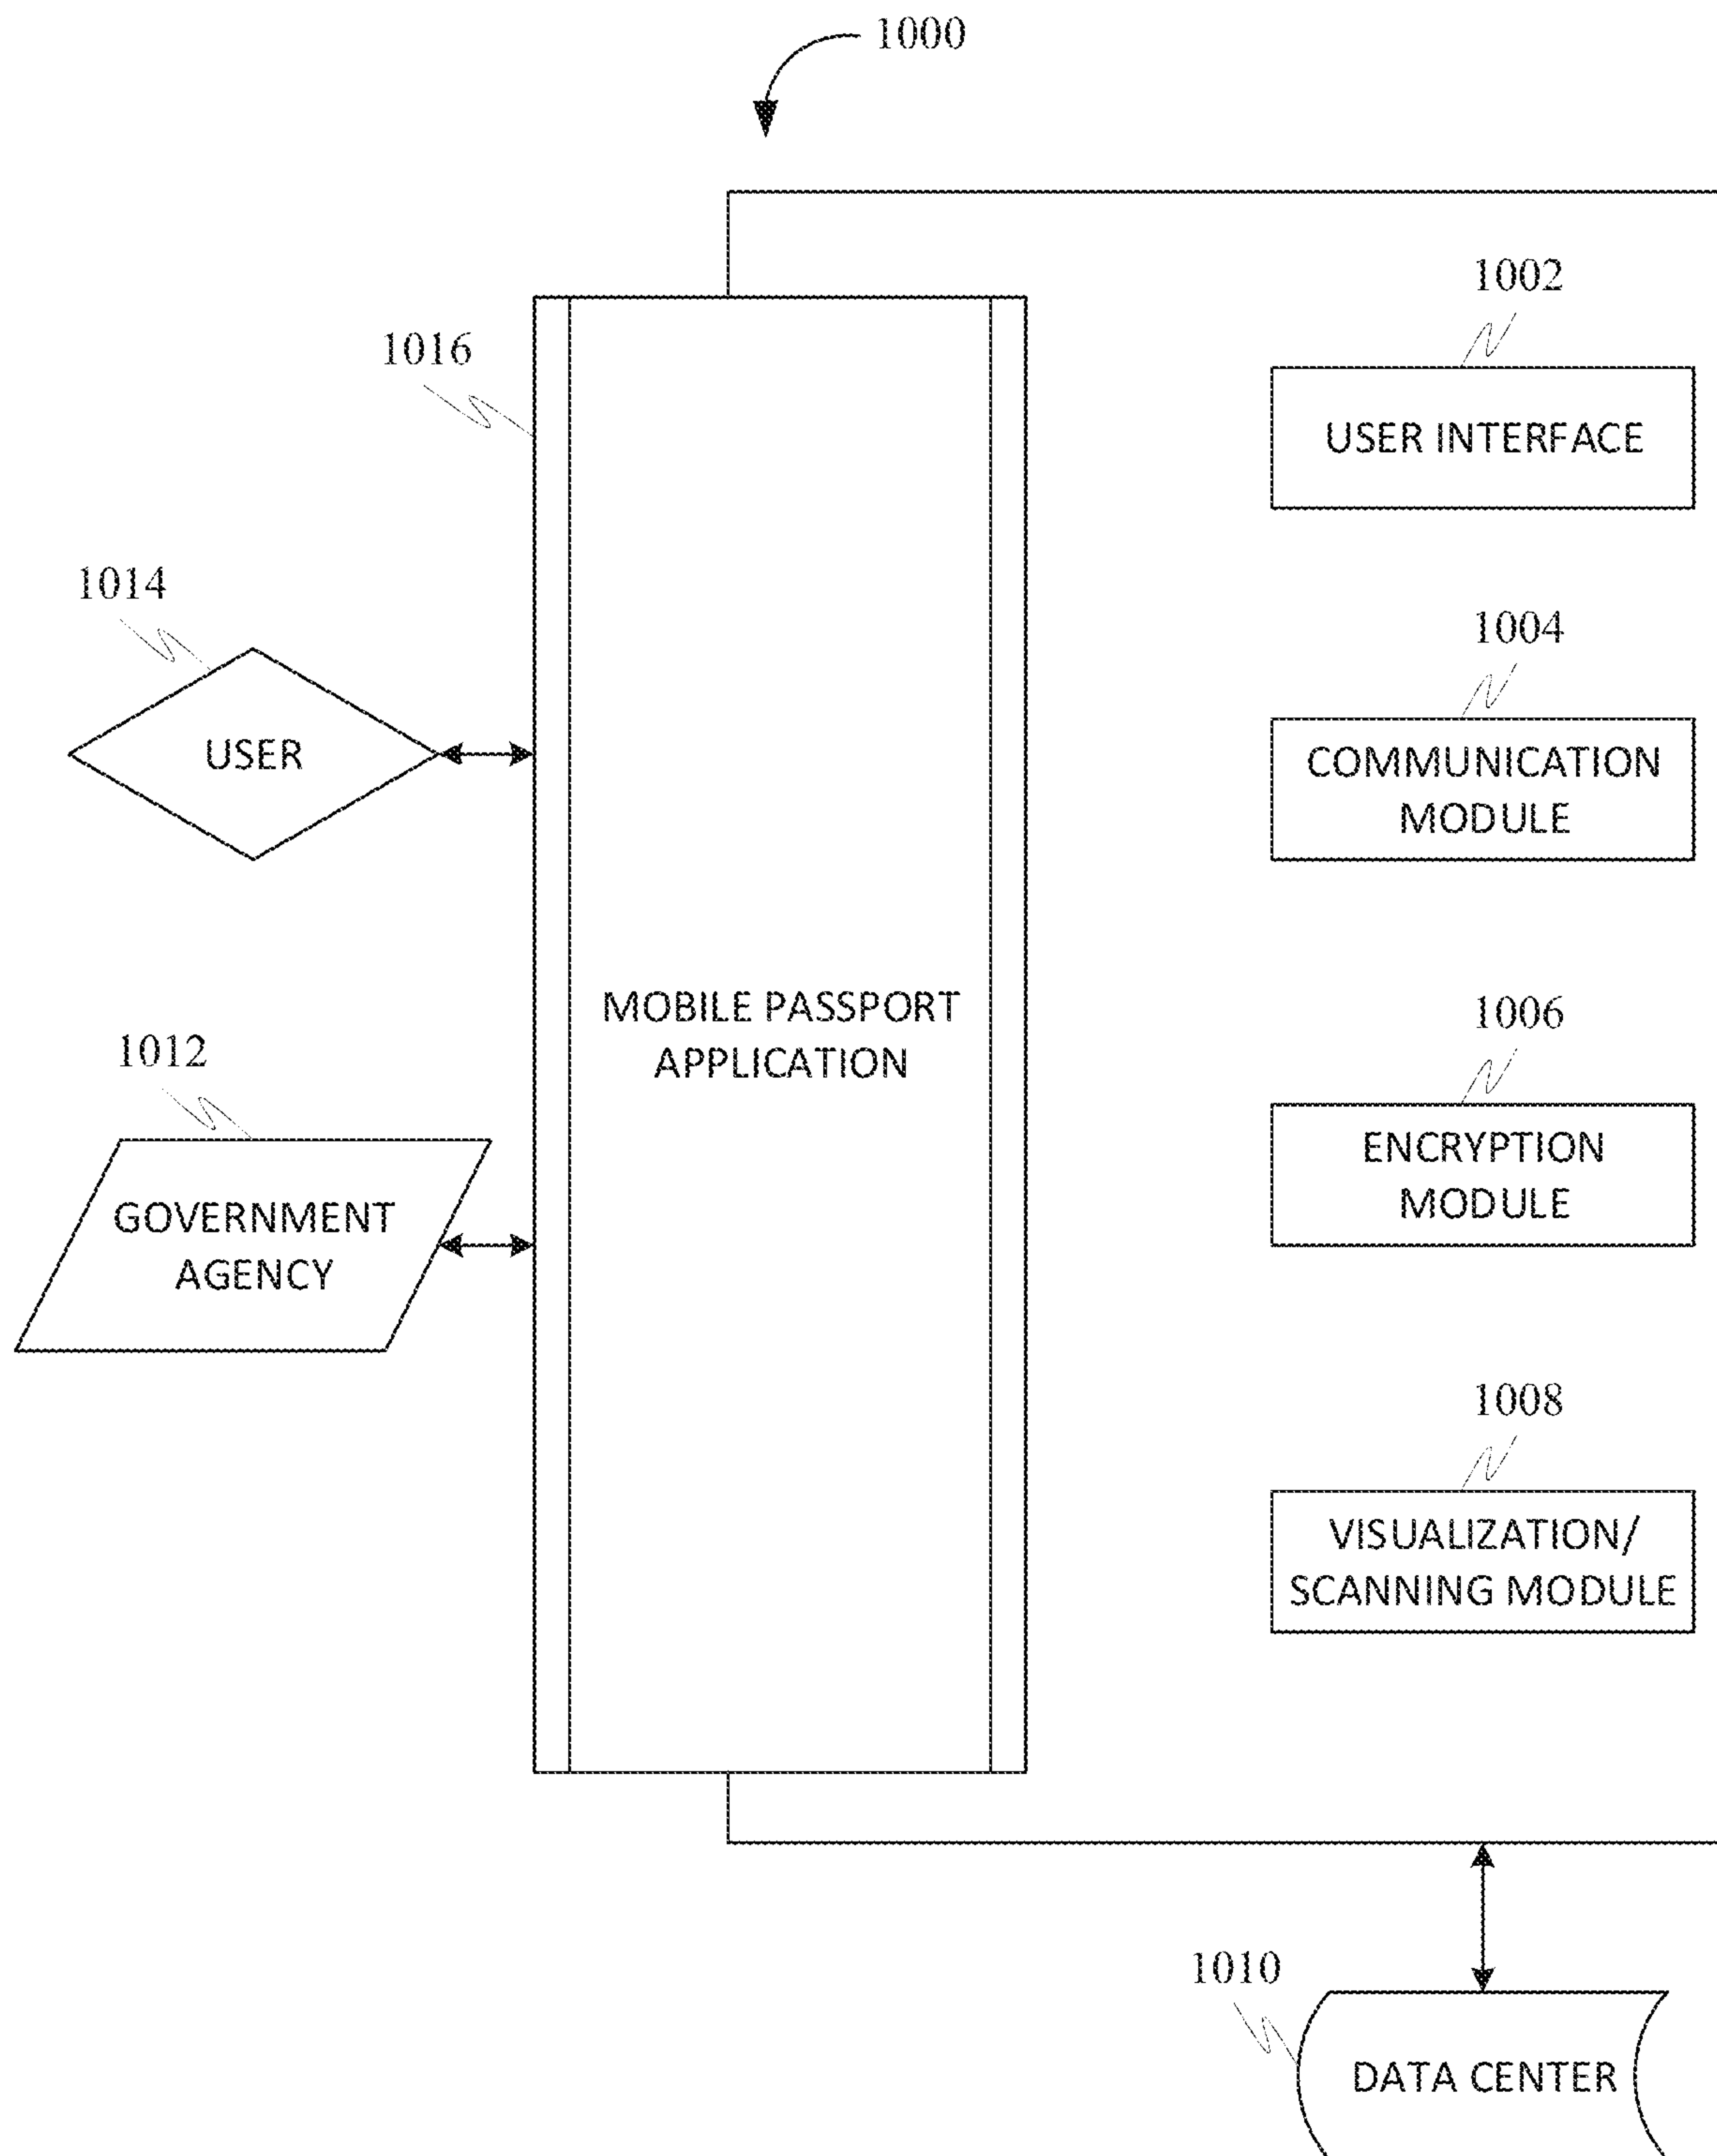 1000
1002
1016
USER INTERFACE
1014
1004
USER
COMMUNICATION
MODULE
MOBILE PASSPORT
APPLICATION
1006
1012
ENCRYPTION
MODULE
GOVERNMENT
AGENCY
1008
VISUALIZATION/
SCANNING MODULE
1010
DATA CENTER